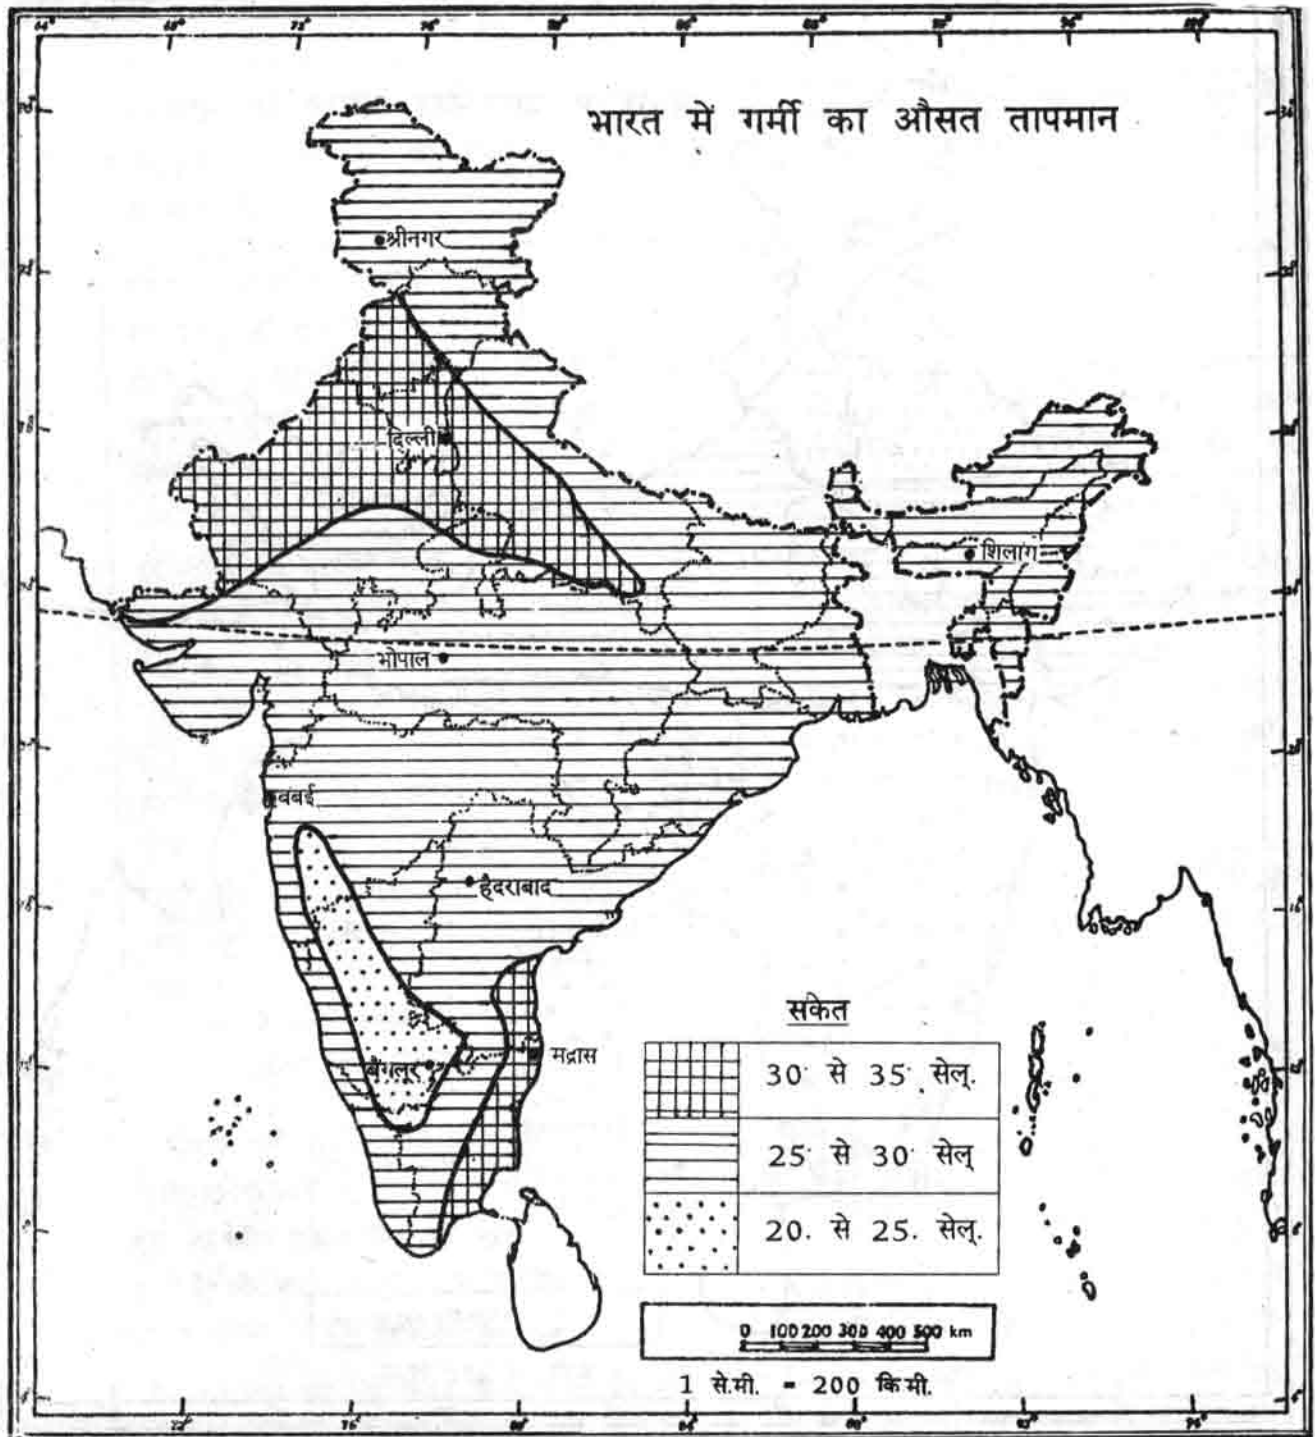 भारत में गर्मी का औसत तापमान
श्रीनगर
दिल्ली
शिलांग
भोपाल
बंबई
हैदराबाद
मद्रास
बैंगलूर
संकेत
30 से 35 सेल्.
25 से 30 सेल्
20. से 25. सेल्.
0 100 200 300 400 500 km
1 से.मी. = 200 कि.मी.